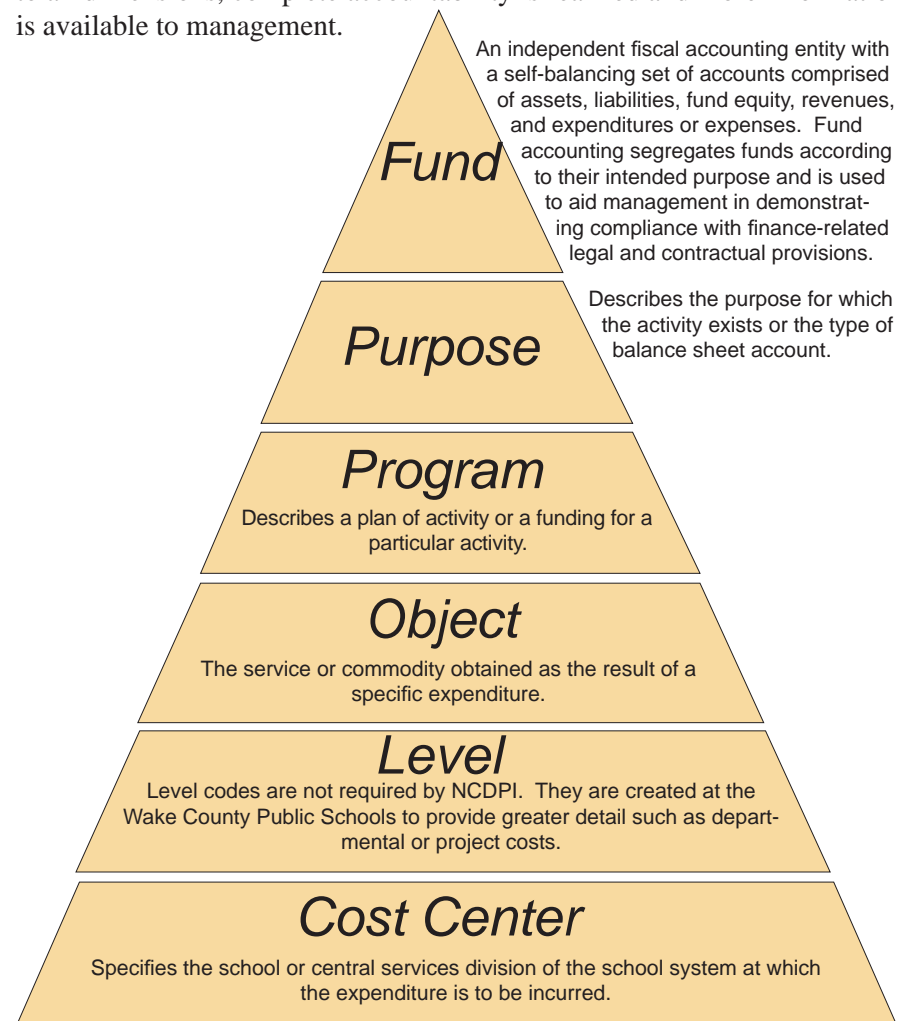 is available to management.
An independent fiscal accounting entity with
a self-balancing set of accounts comprised
of assets, liabilities, fund equity, revenues,
and expenditures or expenses.  Fund
accounting segregates funds according
to their intended purpose and is used
to aid management in demonstrat-
ing compliance with finance-related
legal and contractual provisions.
Fund
Describes the purpose for which
the activity exists or the type of
balance sheet account.
Purpose
Program
Describes a plan of activity or a funding for a
particular activity.
Object
The service or commodity obtained as the result of a
specific expenditure.
Level
Level codes are not required by NCDPI.  They are created at the
Wake County Public Schools to provide greater detail such as depart-
mental or project costs.
Cost Center
Specifies the school or central services division of the school system at which
the expenditure is to be incurred.